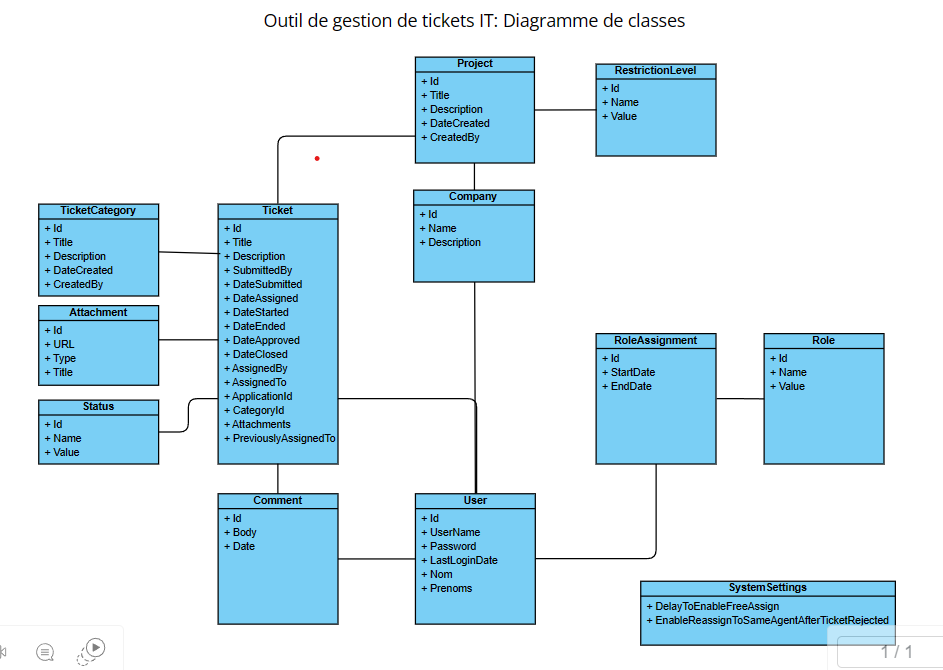 Outil de gestion de tickets IT: Diagramme de classes
Project
+ Id
+ Title
+ Description
+ DateCreated
+ CreatedBy
RestrictionLevel
+ Id
+ Name
+ Value
Company
+ Id
+ Name
+ Description
TicketCategory
+ Id
+ Title
+ Description
+ DateCreated
+ CreatedBy
Ticket
+ Id
+ Title
+ Description
+ SubmittedBy
+ DateSubmitted
+ DateAssigned
+ DateStarted
+ DateEnded
+ DateApproved
+ DateClosed
+ AssignedBy
+ AssignedTo
+ ApplicationId
+ CategoryId
+ Attachments
+ PreviouslyAssignedTo
Attachment
+ Id
+ URL
+ Type
+ Title
Status
+ Id
+ Name
+ Value
RoleAssignment
+ Id
+ StartDate
+ EndDate
Role
+ Id
+ Name
+ Value
Comment
+ Id
+ Body
+ Date
User
+ Id
+ UserName
+ Password
+ LastLoginDate
+ Nom
+ Prenoms
SystemSettings
+ DelayToEnableFreeAssign
+ EnableReassignToSameAgentAfterTicketRejected
1 / 1